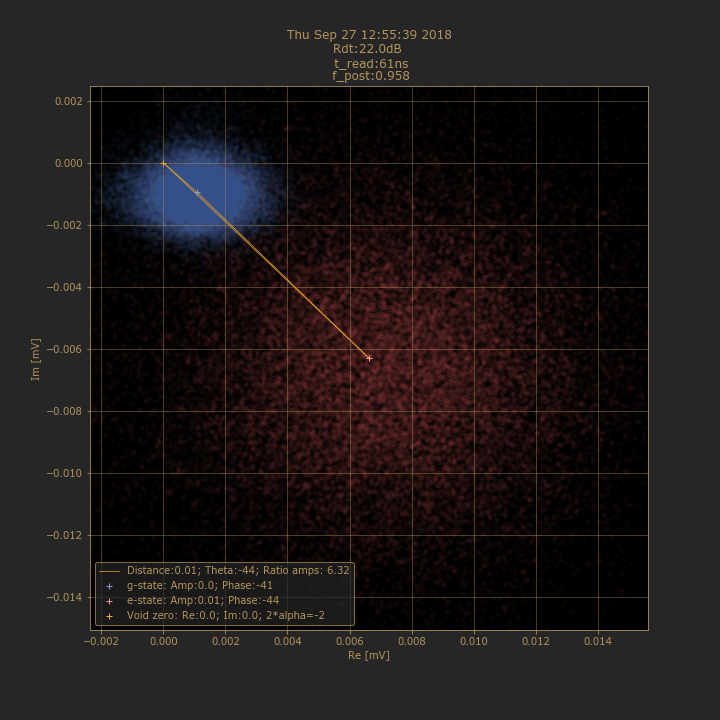 Thu Sep 27 12:55:39 2018
Rdt:22.0dB
t_read:61ns
f_post:0.958
0.002
0.000
−0.002
−0.004
−0.006
−0.008
−0.010
−0.012
−0.014
Im [mV]
Distance:0.01; Theta:-44; Ratio amps: 6.32
g-state: Amp:0.0; Phase:-41
e-state: Amp:0.01; Phase:-44
Void zero: Re:0.0; Im:0.0; 2*alpha=-2
−0.002 0.000 0.002 0.004 0.006 0.008 0.010 0.012 0.014
Re [mV]